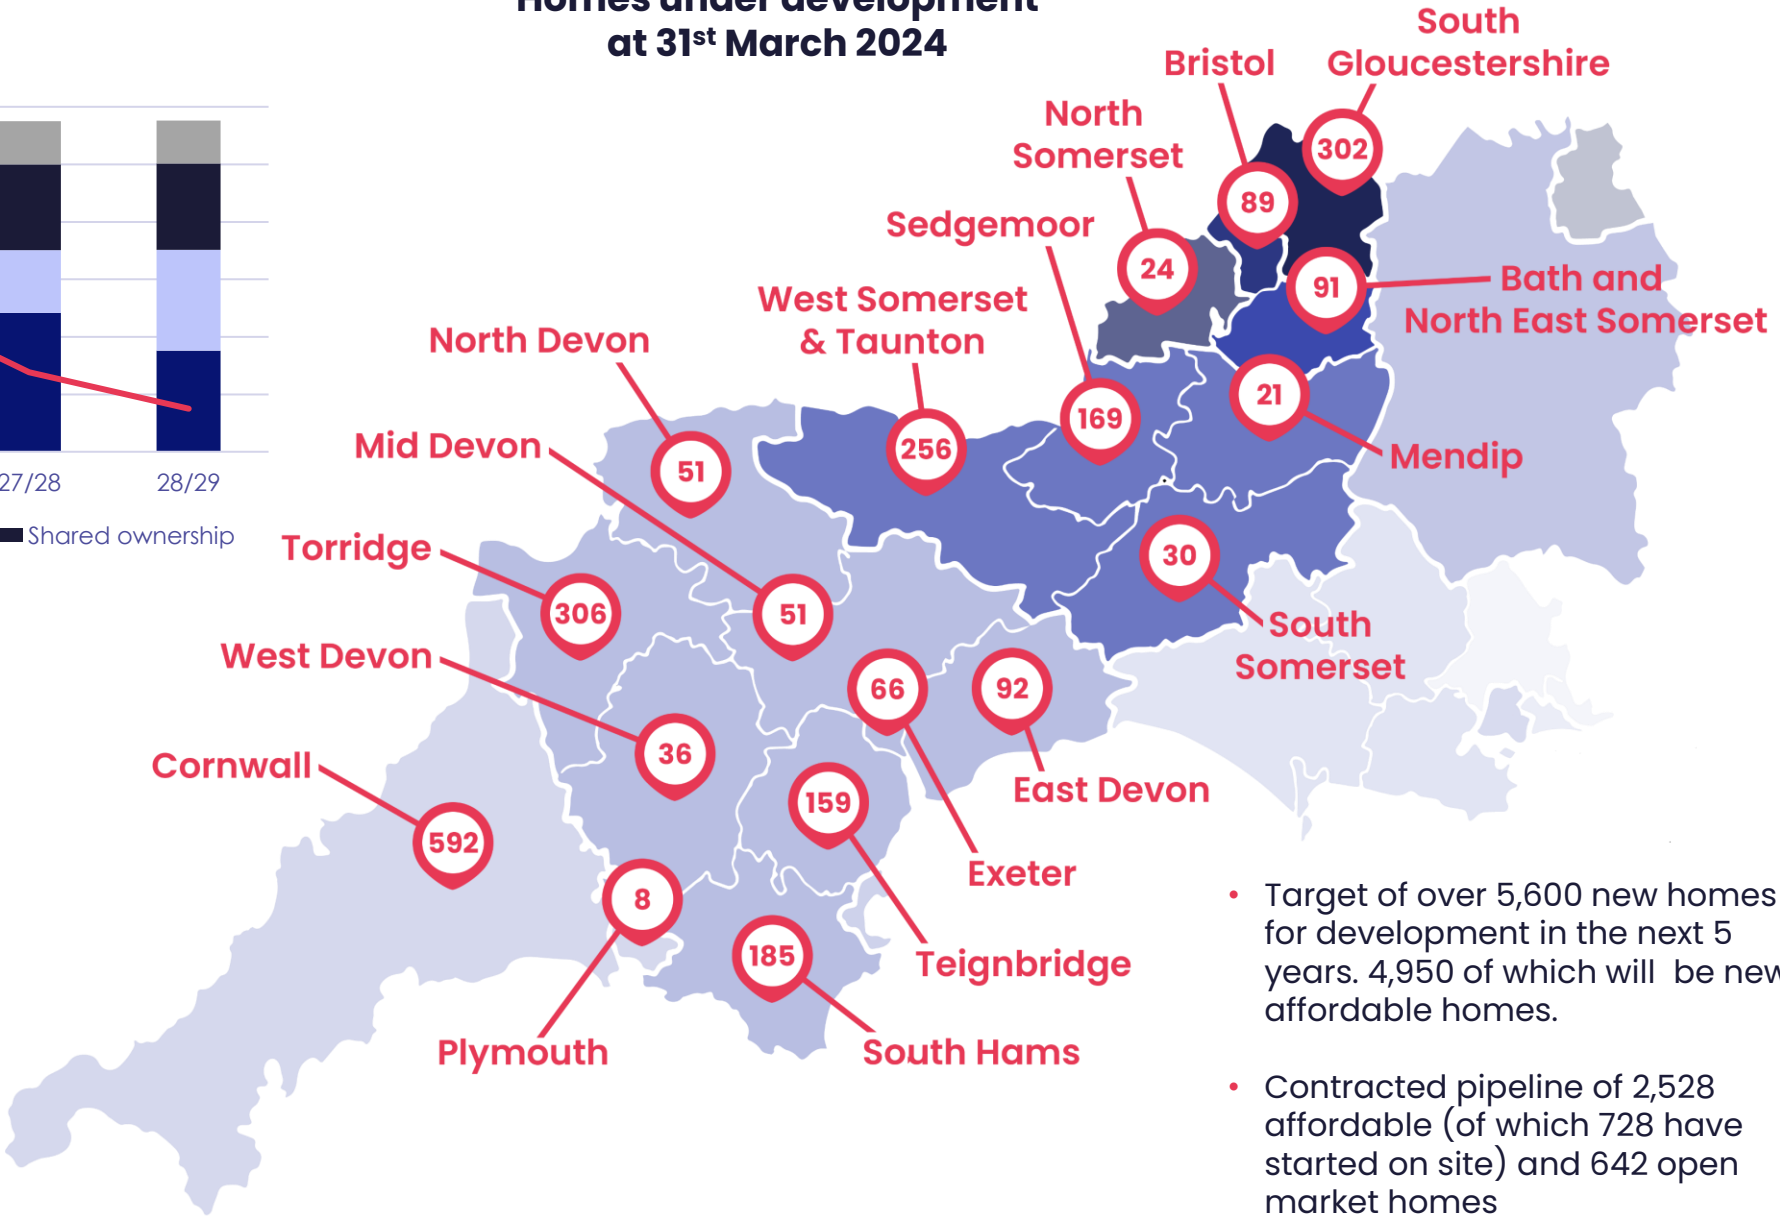 Homes under development
at 31st March 2024
South
Gloucestershire
Bristol
North
Somerset
302
89
Sedgemoor
24
Bath and
North East Somerset
91
West Somerset
& Taunton
North Devon
21
169
Mid Devon
256
Mendip
51
27/28
28/29
Shared ownership
Torridge
30
306
51
South
Somerset
West Devon
66
92
36
Cornwall
East Devon
159
592
Exeter
8
185
Teignbridge
Plymouth
South Hams
• Target of over 5,600 new homes
for development in the next 5
years. 4,950 of which will be new
affordable homes.
• Contracted pipeline of 2,528
affordable (of which 728 have
started on site) and 642 open
market homes